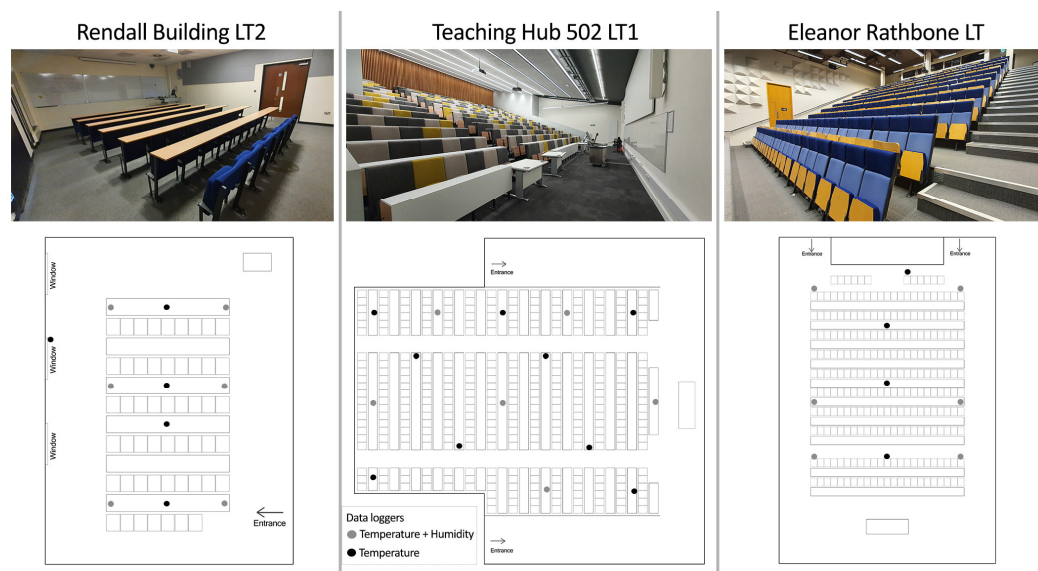 Rendall Building LT2
Teaching Hub 502 LT1
Eleanor Rathbone LT
Window
Window
Window
Entrance
Entrance
Entrance
Data loggers
Temperature + Humidity
Temperature
Entrance
Entrance